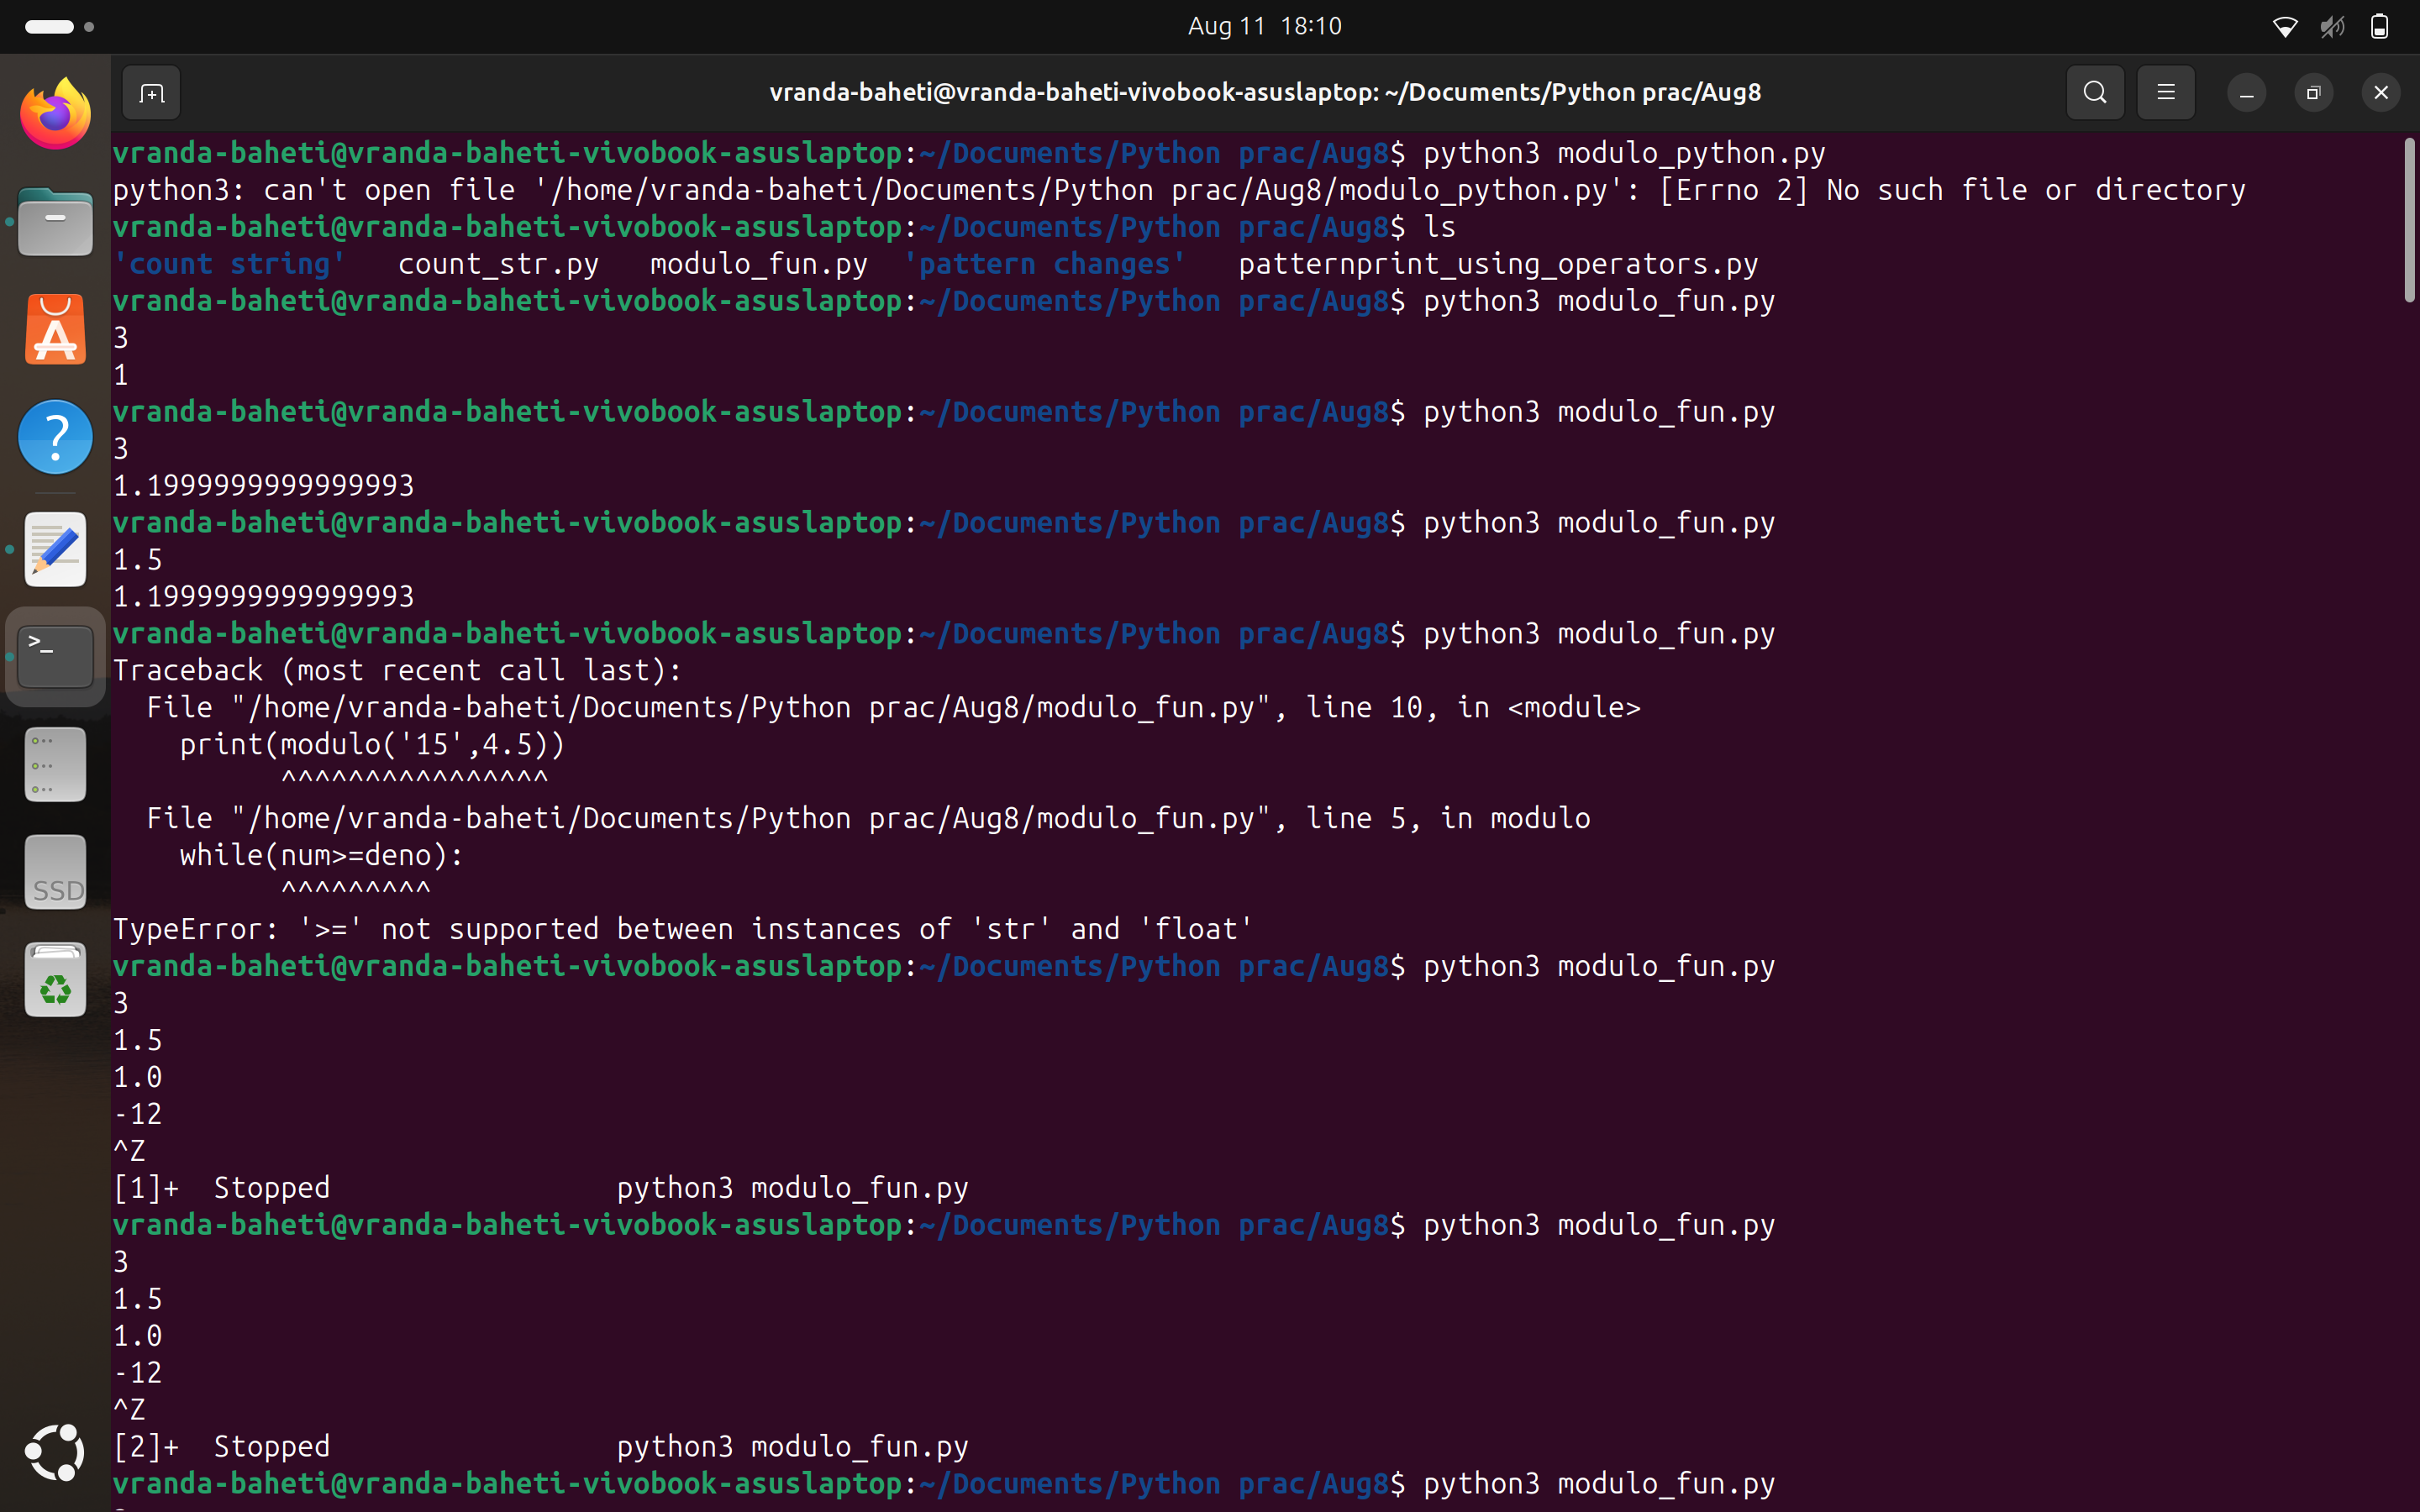 Aug 11 18:10
vranda-baheti@vranda-baheti-vivobook-asuslaptop: ~/Documents/Python prac/Aug8
vranda-baheti@vranda-baheti-vivobook-asuslaptop:~/Documents/Python prac/Aug8$ python3 modulo_python.py
python3: can't open file '/home/vranda-baheti/Documents/Python prac/Aug8/modulo_python.py': [Errno 2] No such file or directory
vranda-baheti@vranda-baheti-vivobook-asuslaptop:~/Documents/Python prac/Aug8$ ls
'count string'   count_str.py   modulo_fun.py  'pattern changes'   patternprint_using_operators.py
vranda-baheti@vranda-baheti-vivobook-asuslaptop:~/Documents/Python prac/Aug8$ python3 modulo_fun.py
3
1
vranda-baheti@vranda-baheti-vivobook-asuslaptop:~/Documents/Python prac/Aug8$ python3 modulo_fun.py
3
1.1999999999999993
vranda-baheti@vranda-baheti-vivobook-asuslaptop:~/Documents/Python prac/Aug8$ python3 modulo_fun.py
1.5
1.1999999999999993
vranda-baheti@vranda-baheti-vivobook-asuslaptop:~/Documents/Python prac/Aug8$ python3 modulo_fun.py
Traceback (most recent call last):
  File "/home/vranda-baheti/Documents/Python prac/Aug8/modulo_fun.py", line 10, in <module>
    print(modulo('15',4.5))
          ^^^^^^^^^^^^^^^^
  File "/home/vranda-baheti/Documents/Python prac/Aug8/modulo_fun.py", line 5, in modulo
    while(num>=deno):
          ^^^^^^^^^
TypeError: '>=' not supported between instances of 'str' and 'float'
vranda-baheti@vranda-baheti-vivobook-asuslaptop:~/Documents/Python prac/Aug8$ python3 modulo_fun.py
3
1.5
1.0
-12
^Z
[1]+  Stopped                 python3 modulo_fun.py
vranda-baheti@vranda-baheti-vivobook-asuslaptop:~/Documents/Python prac/Aug8$ python3 modulo_fun.py
3
1.5
1.0
-12
^Z
[2]+  Stopped                 python3 modulo_fun.py
vranda-baheti@vranda-baheti-vivobook-asuslaptop:~/Documents/Python prac/Aug8$ python3 modulo_fun.py
SSD